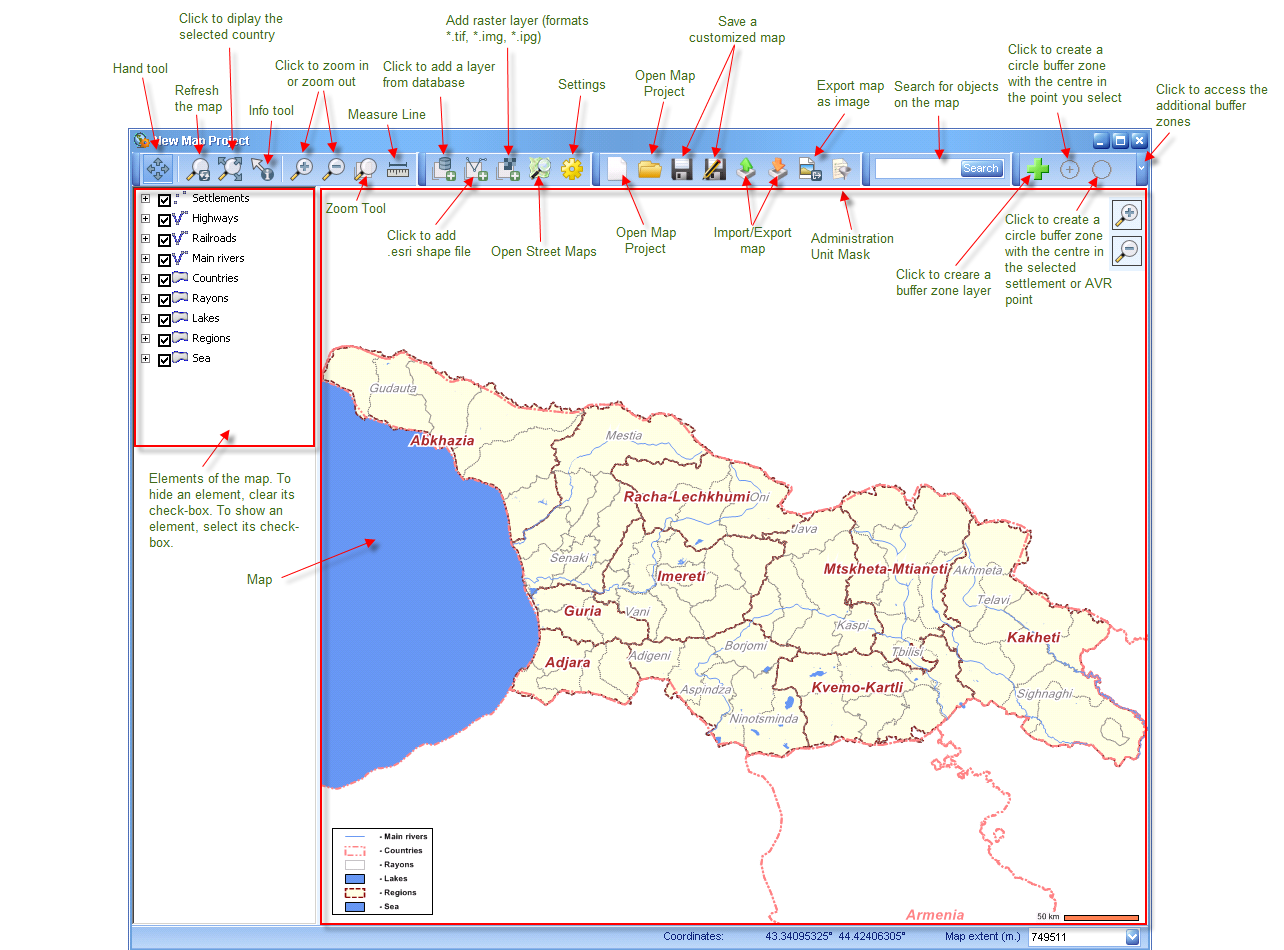 Click to diplay the
selected country
Add raster layer (formats
*.tif, *.img, *.ipg)
Save a
customized map
Hand tool
Refresh
the map
Info tool
Click to zoom in
or zoom out
Measure Line
Click to add a layer
from database
Settings
Open Map
Project
Export map
as image
Search for objects
on the map
Click to create a
circle buffer zone
with the centre in
the point you select
Click to access the
additional buffer
zones
New Map Project
Search
Settlements
Highways
Railroads
Main rivers
Countries
Rayons
Lakes
Regions
Sea
Zoom Tool
Click to add
.esri shape file
Open Street Maps
Open Map
Project
Import/Export
map
Administration
Unit Mask
Click to creare a
buffer zone layer
Click to create a
circle buffer zone
with the centre in
the selected
settlement or AVR
point
Elements of the map. To
hide an element, clear its
check-box. To show an
element, select its check-
box.
Map
Gudauta
Abkhazia
Mestia
Racha-Lechkhumi
Oni
Java
Senaki
Imereti
Mtskheta-Mtianeti
Akhmeta
Telavi
Guria
Vani
Kaspi
Kakheti
Adjara
Adigeni
Borjomi
Tbilisi
Aspindza
Kvemo-Kartli
Sighnaghi
Ninotsminda
- Main rivers
- Countries
- Rayons
- Lakes
- Regions
- Sea
Armenia
50 km
Coordinates: 43.34095325° 44.42406305° Map extent (m.) 749511